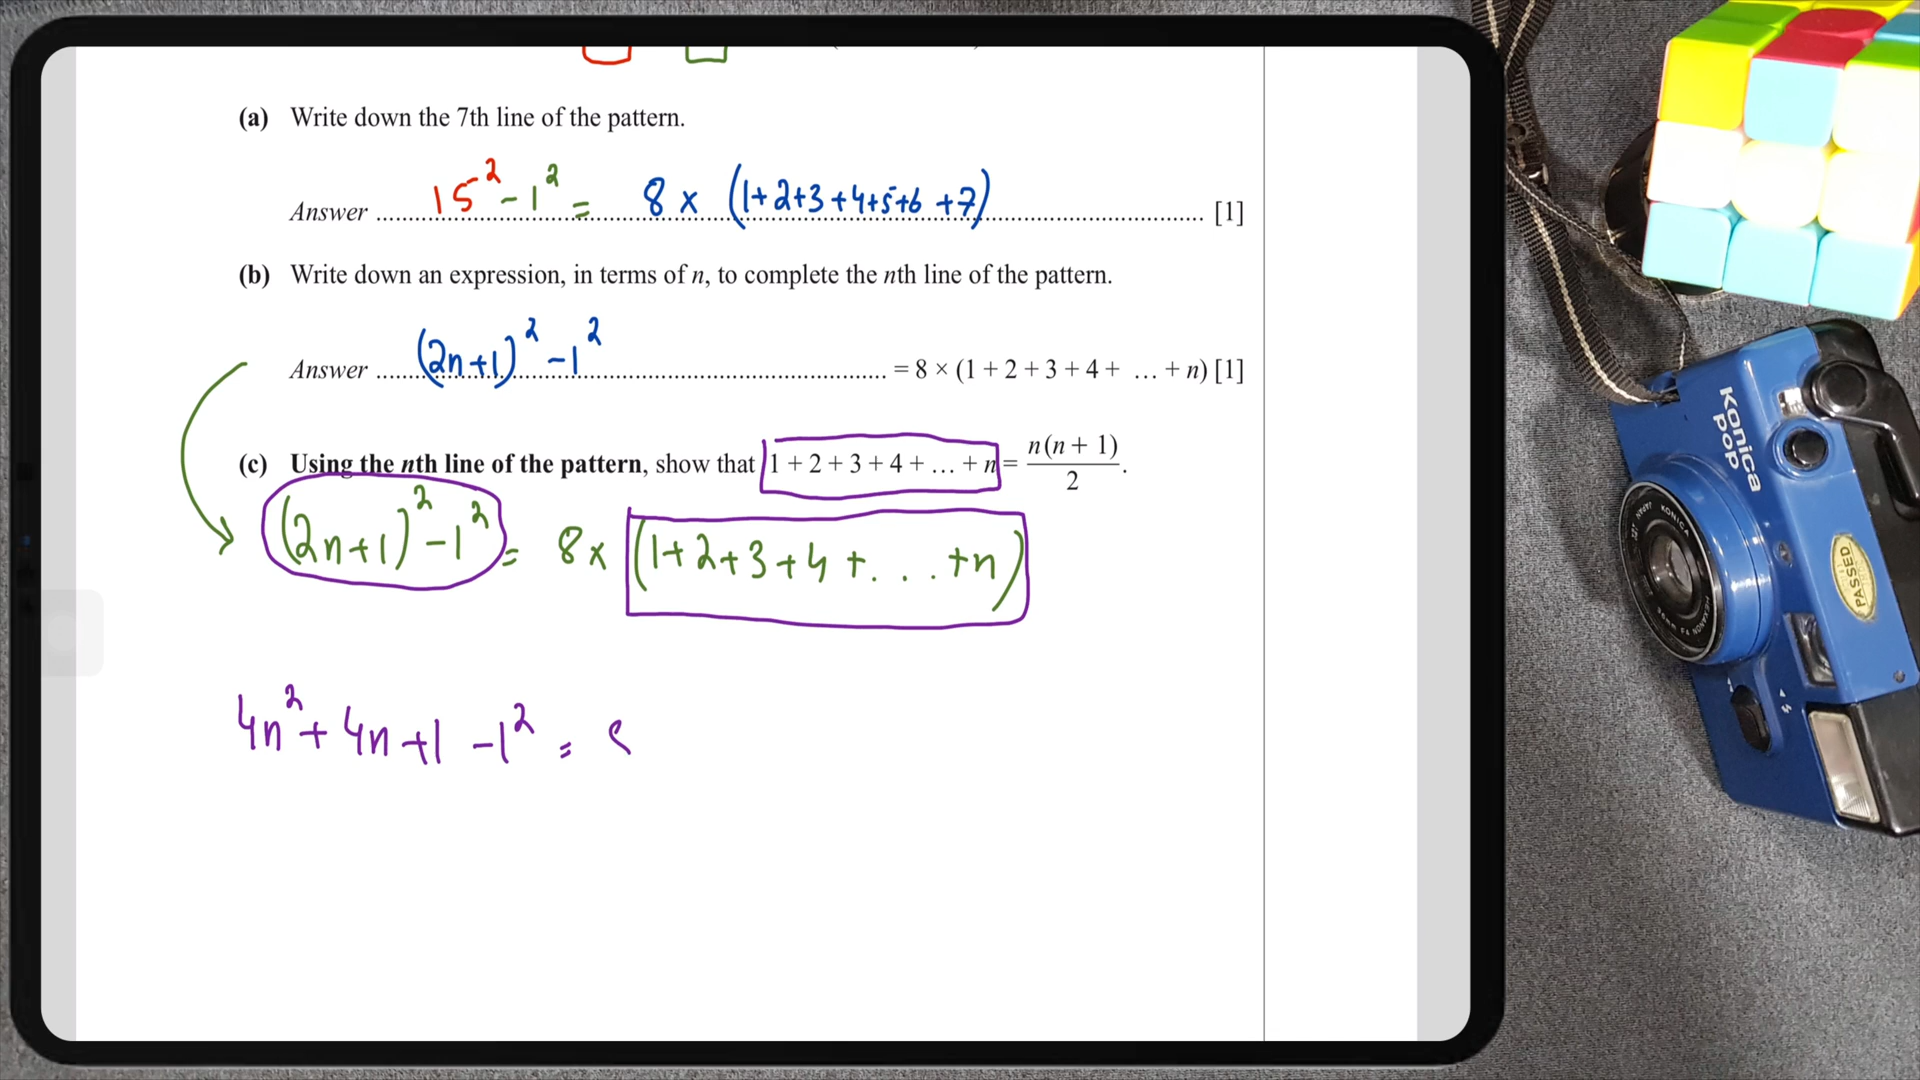 (a) Write down the 7th line of the pattern.
Answer 15² - 1² = 8 × (1+2+3+4+5+6+7) [1]
(b) Write down an expression, in terms of n, to complete the nth line of the pattern.
Answer (2n+1)² - 1² = 8 × (1 + 2 + 3 + 4 + … + n) [1]
(c) Using the nth line of the pattern, show that 1 + 2 + 3 + 4 + … + n = n(n + 1)/2.
(2n+1)² - 1² = 8 × (1+2+3+4+...+n)
4n² + 4n + 1 - 1² =
Konica
pop
KONICA
PASSED